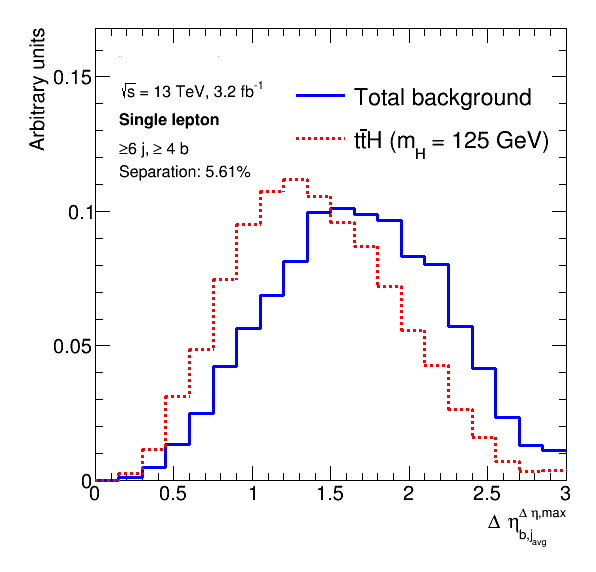 Arbitrary units
0.15
0.1
0.05
0
√s = 13 TeV, 3.2 fb⁻¹
Single lepton
≥6 j, ≥ 4 b
Separation: 5.61%
Total background
tt̄H (m_H = 125 GeV)
0 0.5 1 1.5 2 2.5 3
Δ η_{b,j_{avg}}^{Δ η,max}